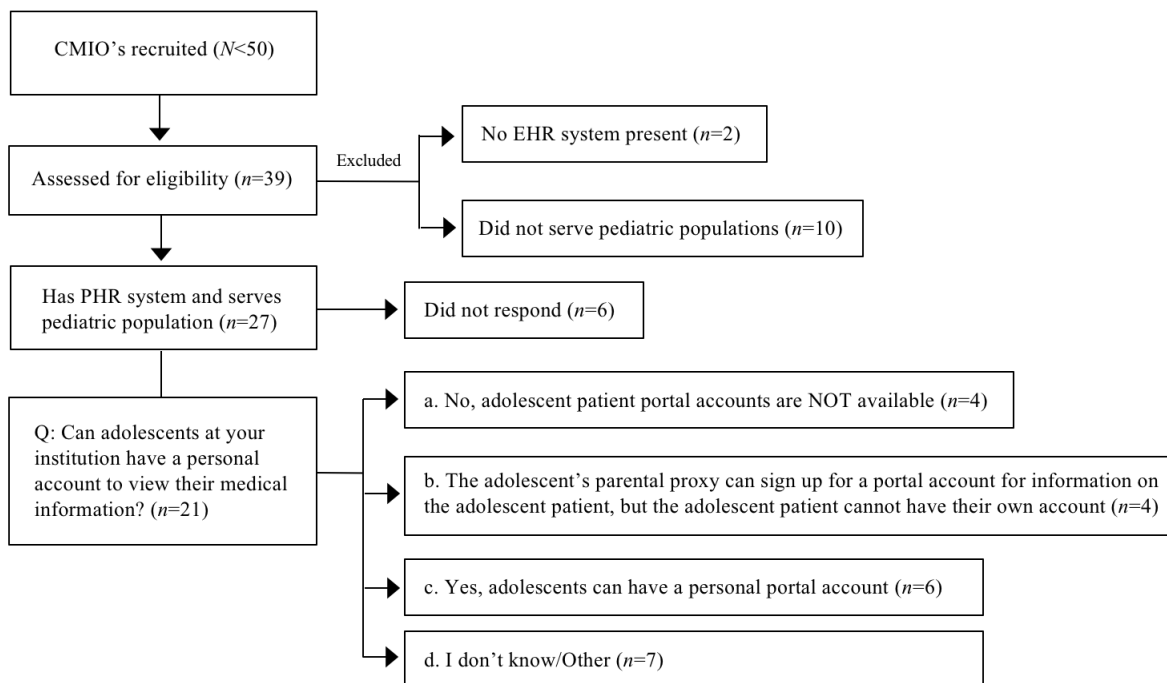 CMIO's recruited (N<50)
Assessed for eligibility (n=39)
Excluded
No EHR system present (n=2)
Did not serve pediatric populations (n=10)
Has PHR system and serves
pediatric population (n=27)
Did not respond (n=6)
Q: Can adolescents at your
institution have a personal
account to view their medical
information? (n=21)
a. No, adolescent patient portal accounts are NOT available (n=4)
b. The adolescent's parental proxy can sign up for a portal account for information on
the adolescent patient, but the adolescent patient cannot have their own account (n=4)
c. Yes, adolescents can have a personal portal account (n=6)
d. I don't know/Other (n=7)